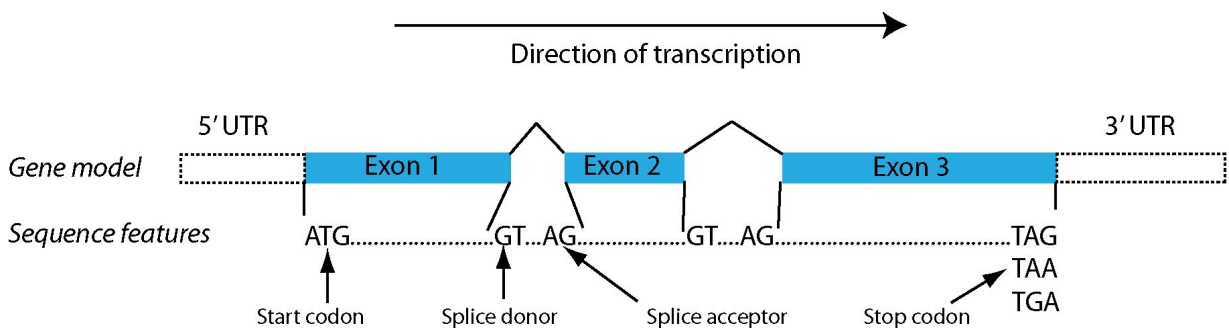 Direction of transcription
5’ UTR
3’ UTR
Gene model
Exon 1
Exon 2
Exon 3
Sequence features
ATG......................GT...AG.................GT....AG.....................................TAG
TAA
TGA
Start codon
Splice donor
Splice acceptor
Stop codon